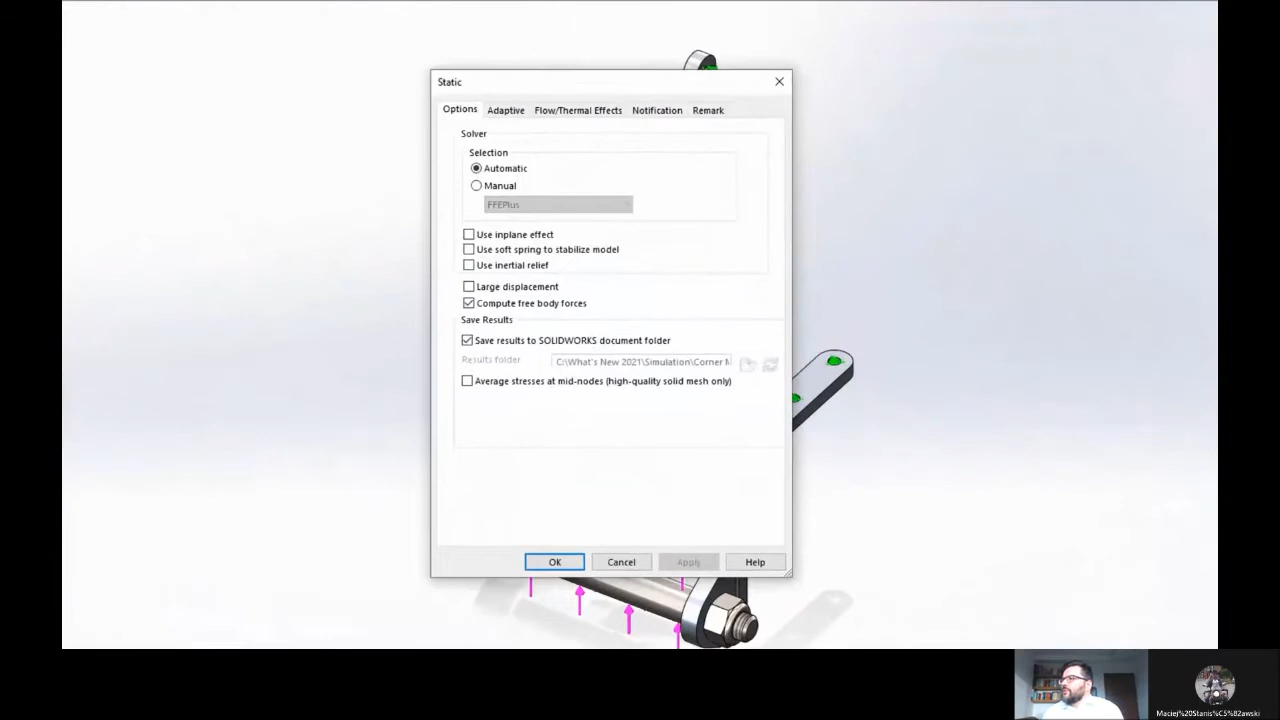 Static
Options Adaptive Flow/Thermal Effects Notification Remark
Solver
Selection
Automatic
Manual
FFEPlus
Use inplane effect
Use soft spring to stabilize model
Use inertial relief
Large displacement
Compute free body forces
Save Results
Save results to SOLIDWORKS document folder
Results folder C:\What's New 2021\Simulation\Corner M
Average stresses at mid-nodes (high-quality solid mesh only)
OK Cancel Apply Help
Maciej%20Stanis%C5%82awski